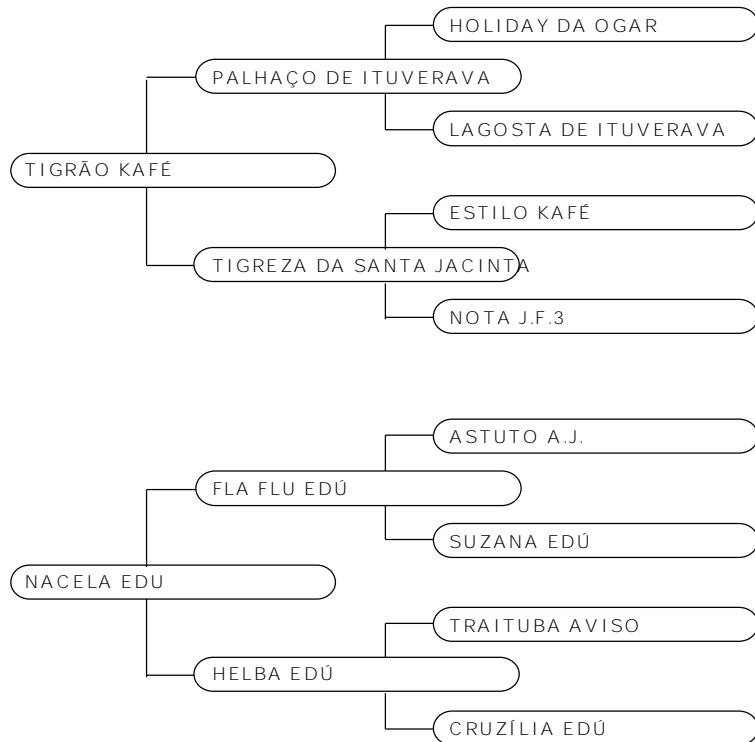 HOLIDAY DA OGAR
PALHAÇO DE ITUVERAVA
LAGOSTA DE ITUVERAVA
TIGRÃO KAFÉ
ESTILO KAFÉ
TIGREZA DA SANTA JACINTA
NOTA J.F.3
ASTUTO A.J.
FLA FLU EDÚ
SUZANA EDÚ
NACELA EDU
TRAITUBA AVISO
HELBA EDÚ
CRUZÍLIA EDÚ